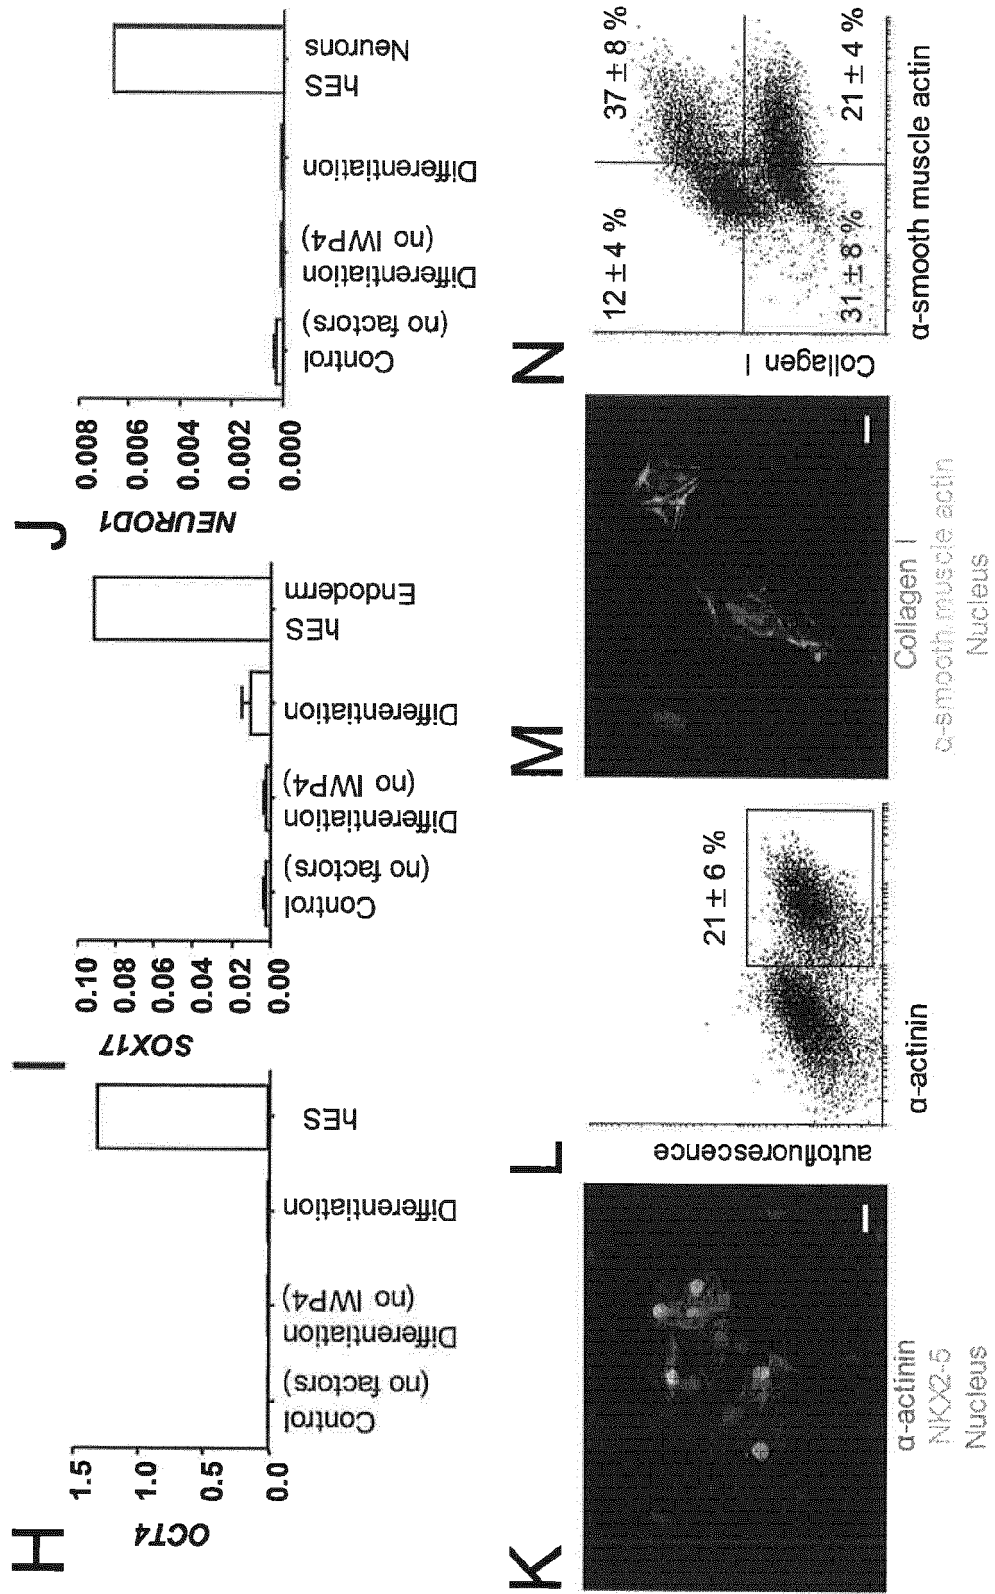 H
OCT4
1.5
1.0
0.5
0.0
Control
(no factors)
Differentiation
(no IWP4)
Differentiation
hES
I
SOX17
0.10
0.08
0.06
0.04
0.02
0.00
Control
(no factors)
Differentiation
(no IWP4)
Differentiation
hES
Endoderm
J
NEUROD1
0.008
0.006
0.004
0.002
0.000
Control
(no factors)
Differentiation
(no IWP4)
Differentiation
hES
Neurons
K
α-actinin
NKX2-5
Nucleus
L
autofluorescence
21 ± 6 %
α-actinin
M
Collagen I
α-smooth muscle actin
Nucleus
N
Collagen I
12 ± 4 %
37 ± 8 %
31 ± 8 %
21 ± 4 %
α-smooth muscle actin